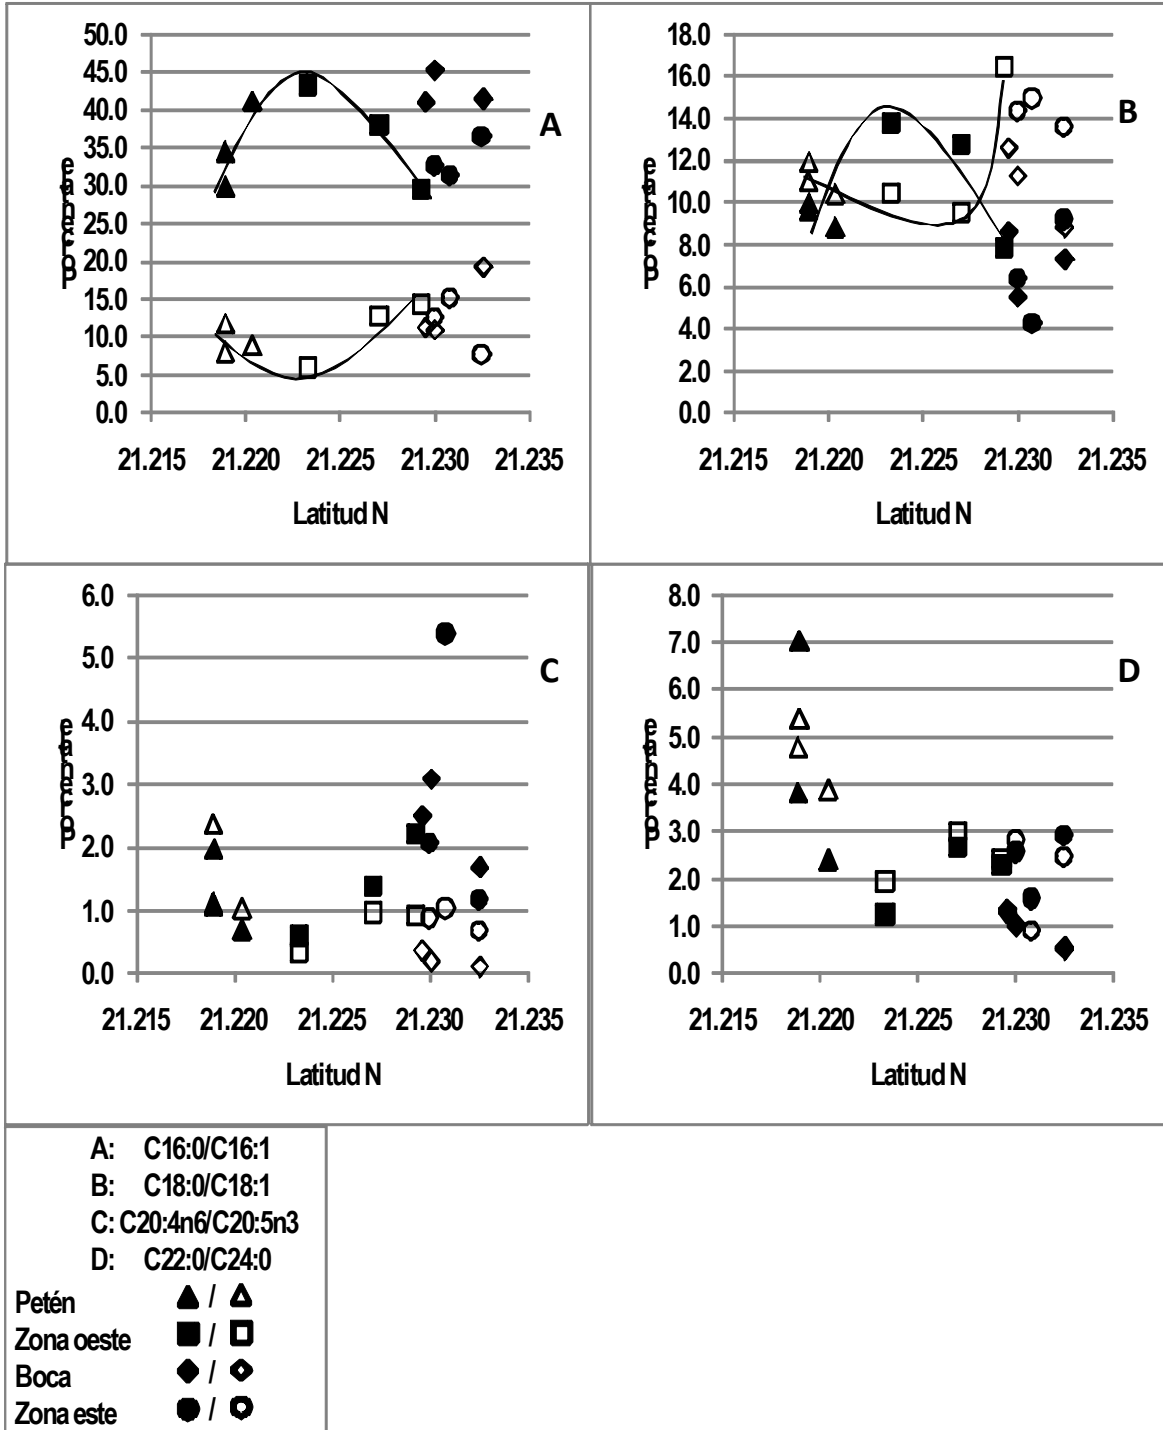 50.0
45.0
40.0
35.0
30.0
25.0
20.0
15.0
10.0
5.0
0.0
Porcentaje
A
21.215 21.220 21.225 21.230 21.235
Latitud N
18.0
16.0
14.0
12.0
10.0
8.0
6.0
4.0
2.0
0.0
Porcentaje
B
21.215 21.220 21.225 21.230 21.235
Latitud N
6.0
5.0
4.0
3.0
2.0
1.0
0.0
Porcentaje
C
21.215 21.220 21.225 21.230 21.235
Latitud N
8.0
7.0
6.0
5.0
4.0
3.0
2.0
1.0
0.0
Porcentaje
D
21.215 21.220 21.225 21.230 21.235
Latitud N
A: C16:0/C16:1
B: C18:0/C18:1
C: C20:4n6/C20:5n3
D: C22:0/C24:0
Petén /
Zona oeste /
Boca /
Zona este /